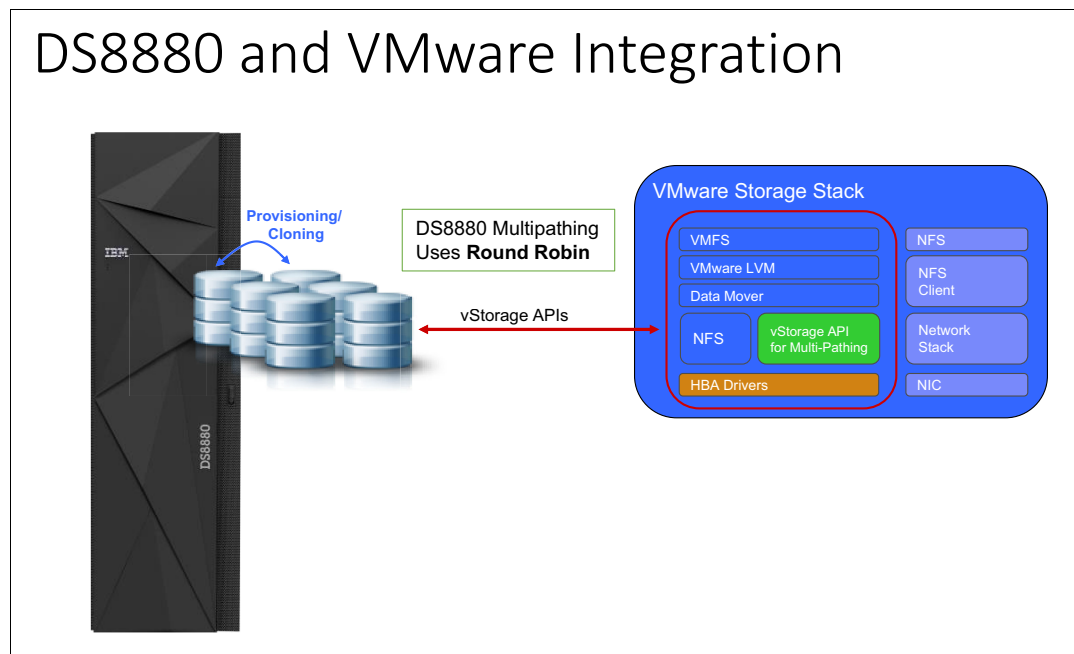 DS8880 and VMware Integration
Provisioning/
Cloning
IBM
DS8880
DS8880 Multipathing
Uses Round Robin
vStorage APIs
VMware Storage Stack
VMFS
VMware LVM
Data Mover
NFS
vStorage API
for Multi-Pathing
HBA Drivers
NFS
NFS
Client
Network
Stack
NIC